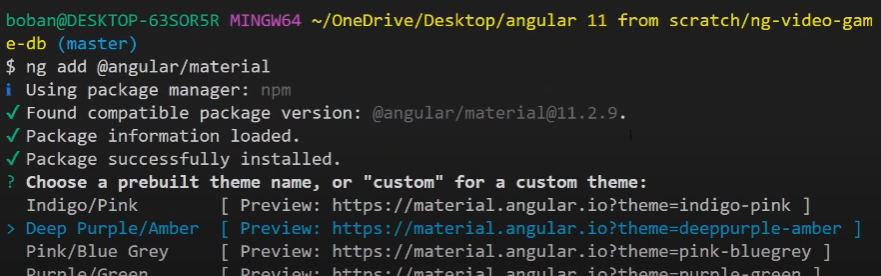 boban@DESKTOP-63SOR5R MINGW64 ~/OneDrive/Desktop/angular 11 from scratch/ng-video-gam
e-db (master)
$ ng add @angular/material
i Using package manager: npm
✓ Found compatible package version: @angular/material@11.2.9.
✓ Package information loaded.
✓ Package successfully installed.
? Choose a prebuilt theme name, or "custom" for a custom theme:
Indigo/Pink [ Preview: https://material.angular.io?theme=indigo-pink ]
> Deep Purple/Amber [ Preview: https://material.angular.io?theme=deeppurple-amber ]
Pink/Blue Grey [ Preview: https://material.angular.io?theme=pink-bluegrey ]
Purple/Green [ Preview: https://material.angular.io?theme=purple-green ]